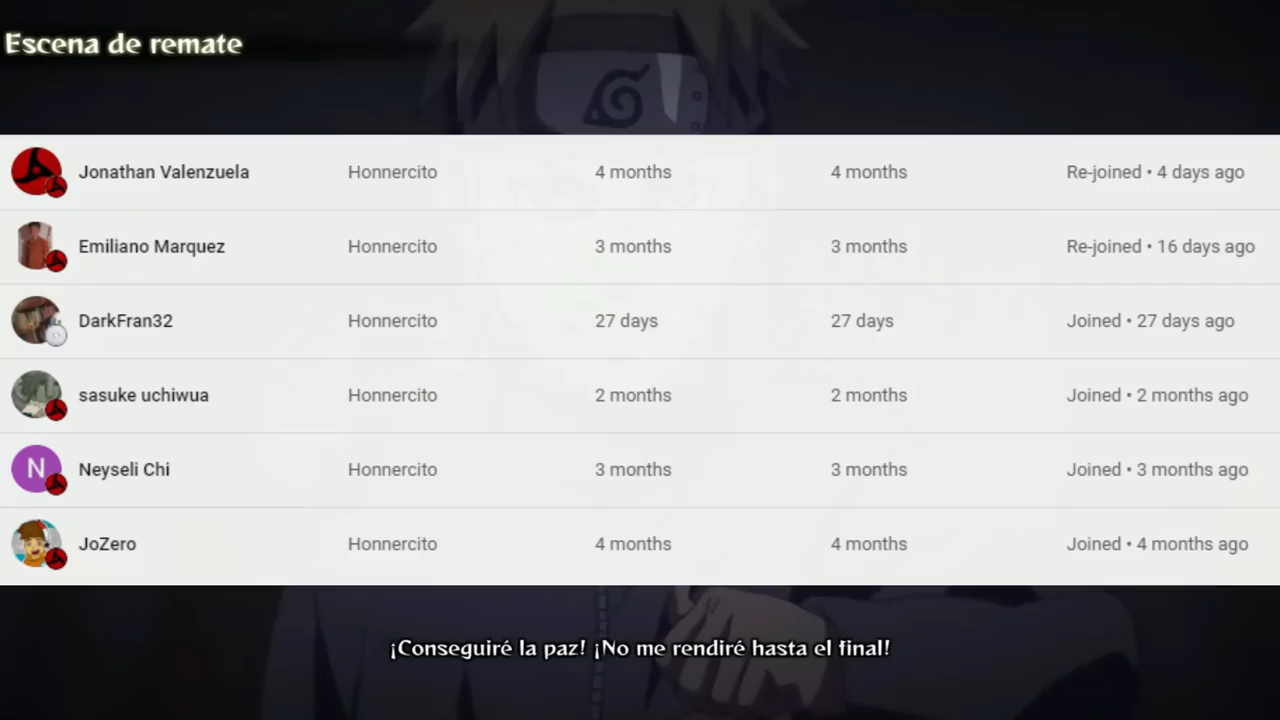 Escena de remate
Jonathan Valenzuela Honnercito 4 months 4 months Re-joined • 4 days ago
Emiliano Marquez Honnercito 3 months 3 months Re-joined • 16 days ago
DarkFran32 Honnercito 27 days 27 days Joined • 27 days ago
sasuke uchiwua Honnercito 2 months 2 months Joined • 2 months ago
N Neyseli Chi Honnercito 3 months 3 months Joined • 3 months ago
JoZero Honnercito 4 months 4 months Joined • 4 months ago
¡Conseguiré la paz! ¡No me rendiré hasta el final!